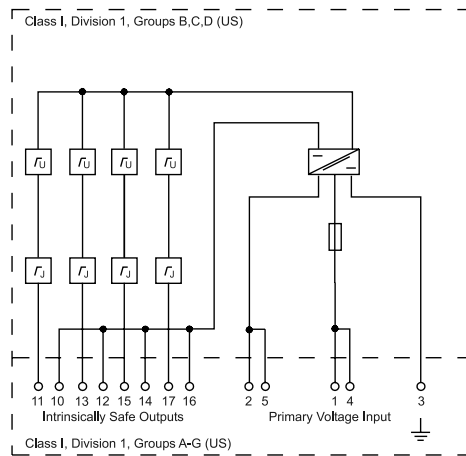 Class I, Division 1, Groups B,C,D (US)
U U U U
J J J J
11 10 13 12 15 14 17 16 2 5 1 4 3
Intrinsically Safe Outputs Primary Voltage Input
Class I, Division 1, Groups A-G (US)